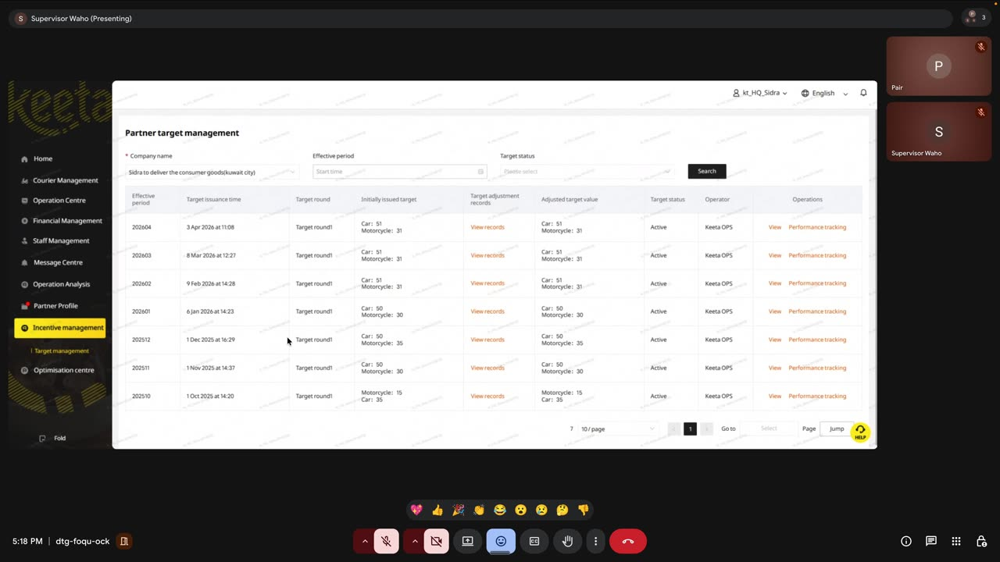 S Supervisor Waho (Presenting)
P
3
P
Pair
S
Supervisor Waho
keeta
kt_HQ_Sidra
English
Home
Courier Management
Operation Centre
Financial Management
Staff Management
Message Centre
Operation Analysis
Partner Profile
Incentive management
Target management
Optimisation centre
Fold
Partner target management
* Company name Effective period Target status
Sidra to deliver the consumer goods(kuwait city) Start time Please select Search
Effective period Target issuance time Target round Initially issued target Target adjustment records Adjusted target value Target status Operator Operations
202604 3 Apr 2026 at 11:08 Target round1 Car: 51 Motorcycle: 31 View records Car: 51 Motorcycle: 31 Active Keeta OPS View Performance tracking
202603 8 Mar 2026 at 12:27 Target round1 Car: 51 Motorcycle: 31 View records Car: 51 Motorcycle: 31 Active Keeta OPS View Performance tracking
202602 9 Feb 2026 at 14:28 Target round1 Car: 51 Motorcycle: 31 View records Car: 51 Motorcycle: 31 Active Keeta OPS View Performance tracking
202601 6 Jan 2026 at 14:23 Target round1 Car: 50 Motorcycle: 30 View records Car: 50 Motorcycle: 30 Active Keeta OPS View Performance tracking
202512 1 Dec 2025 at 16:29 Target round1 Car: 50 Motorcycle: 35 View records Car: 50 Motorcycle: 35 Active Keeta OPS View Performance tracking
202511 1 Nov 2025 at 14:37 Target round1 Car: 50 Motorcycle: 30 View records Car: 50 Motorcycle: 30 Active Keeta OPS View Performance tracking
202510 1 Oct 2025 at 14:20 Target round1 Motorcycle: 15 Car: 35 View records Motorcycle: 15 Car: 35 Active Keeta OPS View Performance tracking
7 10 / page 1 Go to Select Page Jump
HELP
5:18 PM | dtg-foqu-ock